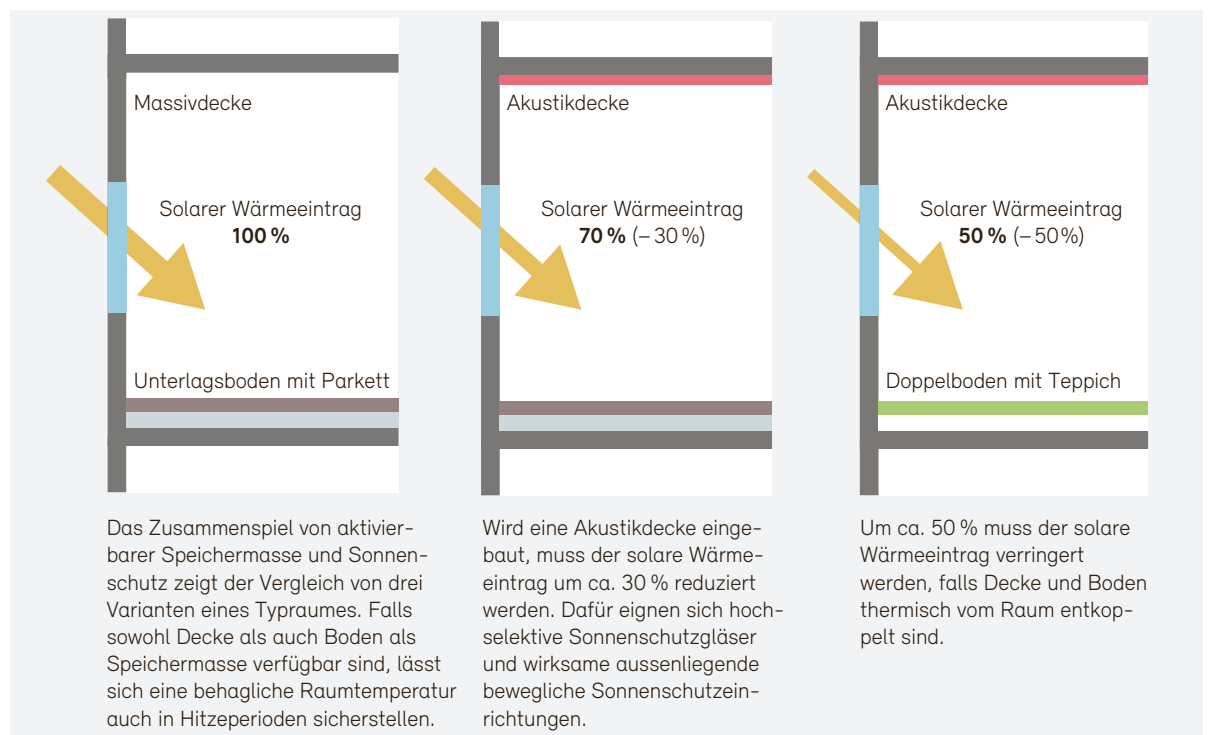 Massivdecke
Solarer Wärmeeintrag
100 %
Unterlagsboden mit Parkett
Das Zusammenspiel von aktivier-
barer Speichermasse und Sonnen-
schutz zeigt der Vergleich von drei
Varianten eines Typraumes. Falls
sowohl Decke als auch Boden als
Speichermasse verfügbar sind, lässt
sich eine behagliche Raumtemperatur
auch in Hitzeperioden sicherstellen.
Akustikdecke
Solarer Wärmeeintrag
70 % (– 30 %)
Wird eine Akustikdecke einge-
baut, muss der solare Wärme-
eintrag um ca. 30 % reduziert
werden. Dafür eignen sich hoch-
selektive Sonnenschutzgläser
und wirksame aussenliegende
bewegliche Sonnenschutzein-
richtungen.
Akustikdecke
Solarer Wärmeeintrag
50 % (– 50 %)
Doppelboden mit Teppich
Um ca. 50 % muss der solare
Wärmeeintrag verringert
werden, falls Decke und Boden
thermisch vom Raum entkop-
pelt sind.